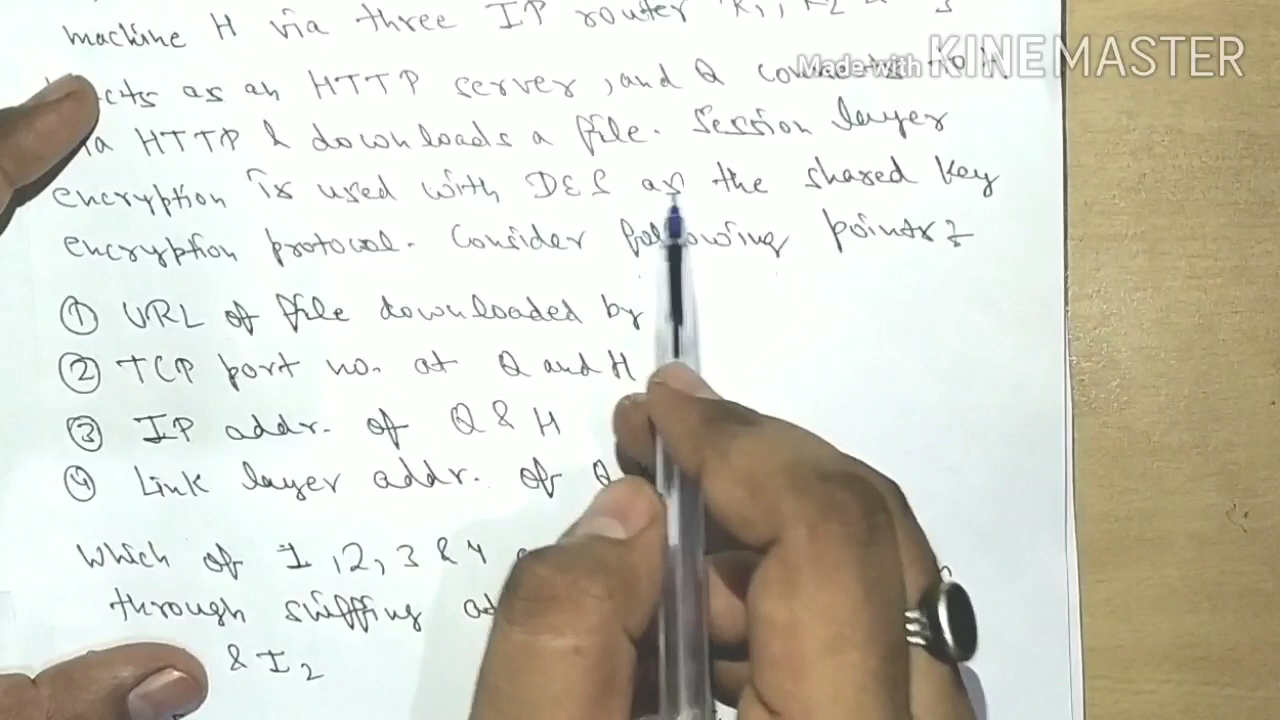 machine H via three IP router R1, R2 &
acts as an HTTP server, and Q connects to H
via HTTP & downloads a file. Session layer
encryption is used with DES as the shared key
encryption protocol. Consider following points:
① URL of file downloaded by
② TCP port no. at Q and H
③ IP addr. of Q & H
④ Link layer addr. of Q
Which of I, 2, 3 & 4
through sniffing at
& I2
Made with KINEMASTER